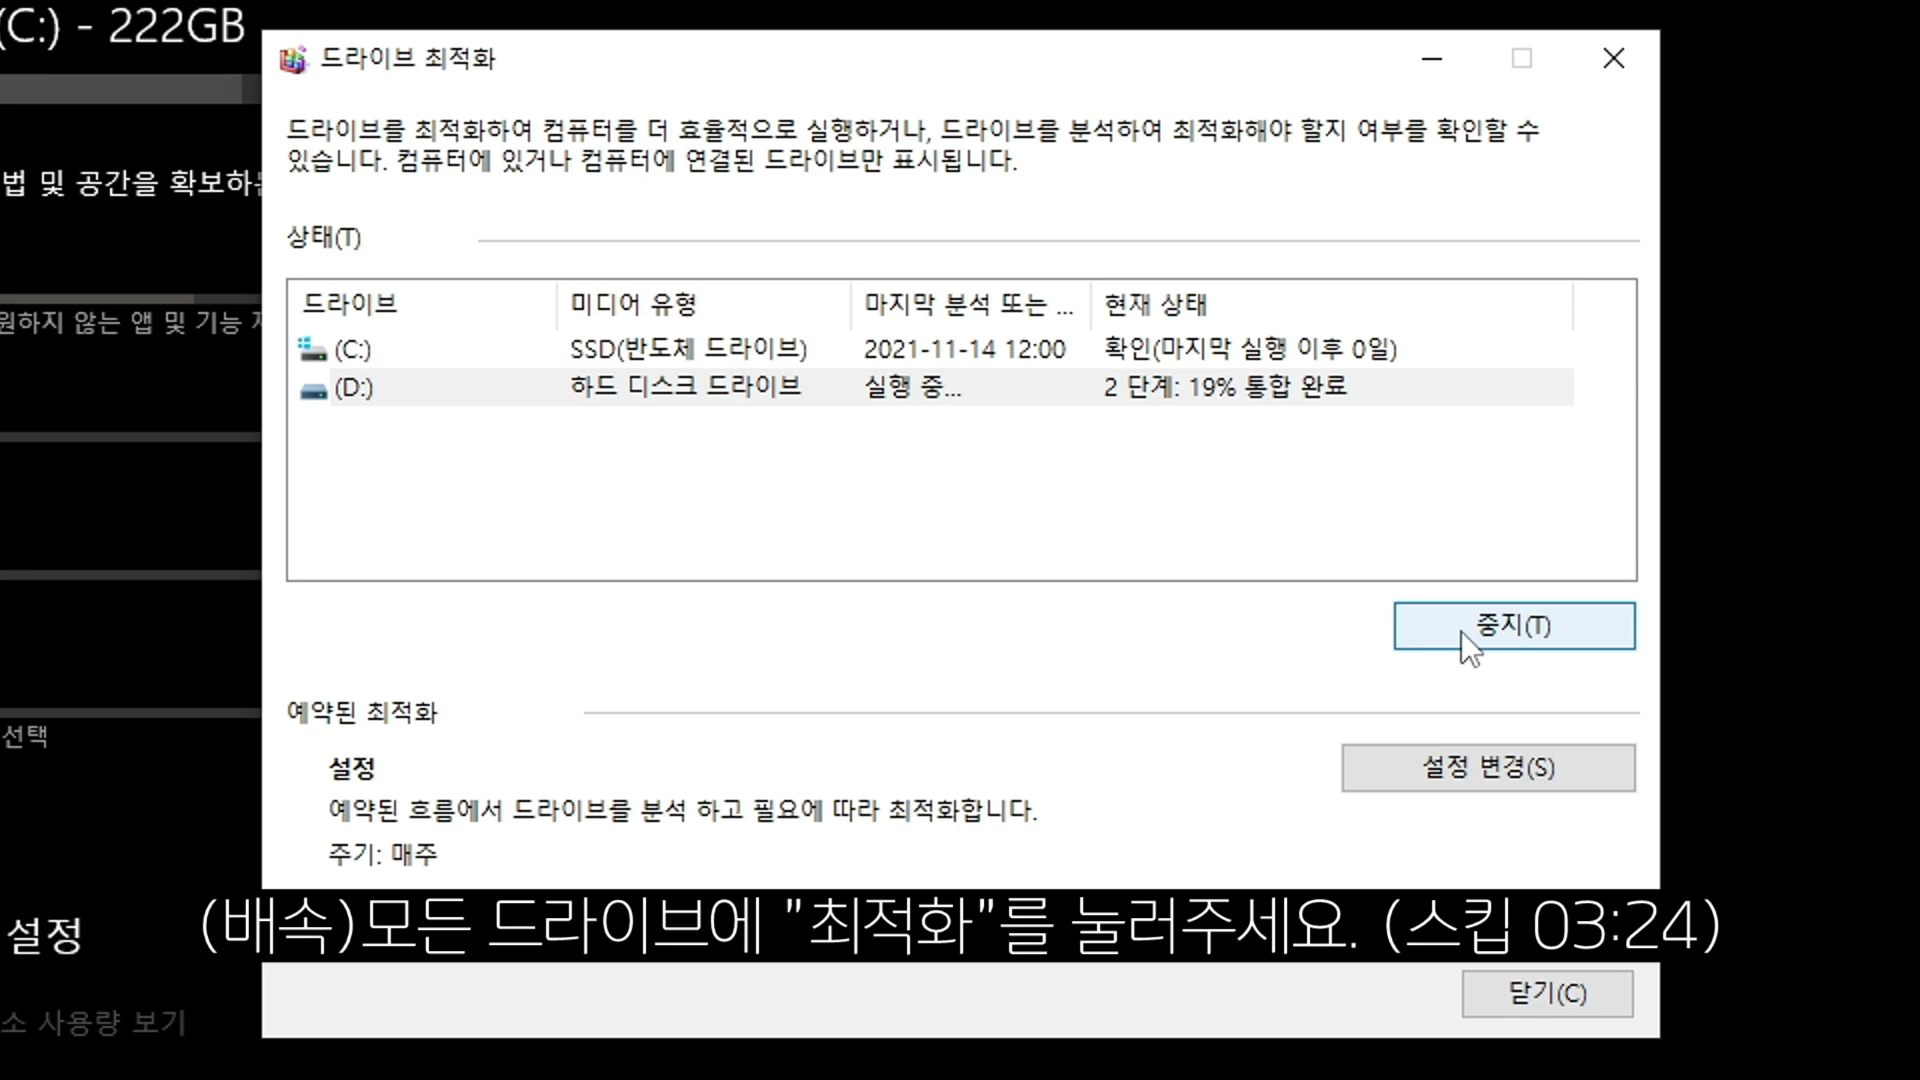 (C:) - 222GB
드라이브 최적화
드라이브를 최적화하여 컴퓨터를 더 효율적으로 실행하거나, 드라이브를 분석하여 최적화해야 할지 여부를 확인할 수
있습니다. 컴퓨터에 있거나 컴퓨터에 연결된 드라이브만 표시됩니다.
법 및 공간을 확보하는
상태(T)
드라이브 미디어 유형 마지막 분석 또는 ... 현재 상태
원하지 않는 앱 및 기능
(C:) SSD(반도체 드라이브) 2021-11-14 12:00 확인(마지막 실행 이후 0일)
(D:) 하드 디스크 드라이브 실행 중... 2 단계: 19% 통합 완료
중지(T)
예약된 최적화
선택
설정
설정 변경(S)
예약된 흐름에서 드라이브를 분석 하고 필요에 따라 최적화합니다.
주기: 매주
설정
(배속)모든 드라이브에 "최적화"를 눌러주세요. (스킵 03:24)
닫기(C)
소 사용량 보기